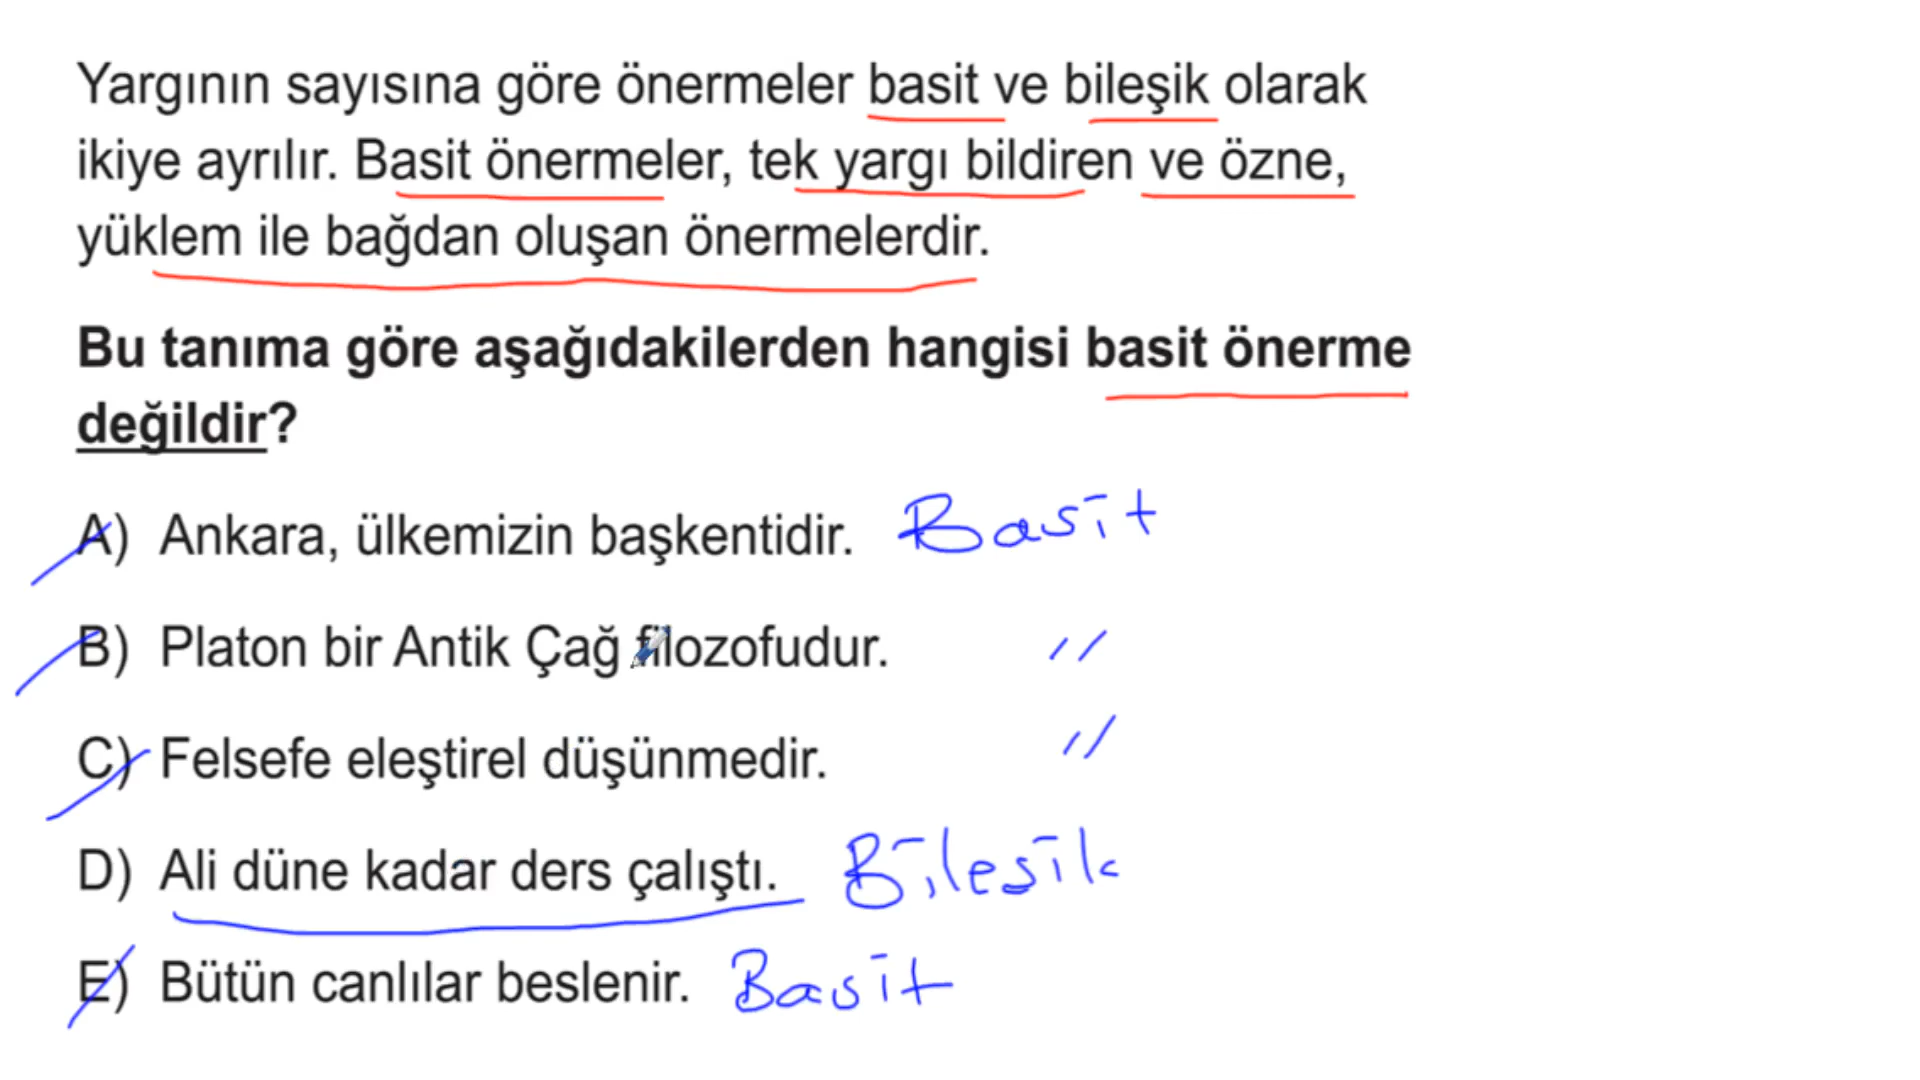 Yargının sayısına göre önermeler basit ve bileşik olarak
ikiye ayrılır. Basit önermeler, tek yargı bildiren ve özne,
yüklem ile bağdan oluşan önermelerdir.
Bu tanıma göre aşağıdakilerden hangisi basit önerme
değildir?
A) Ankara, ülkemizin başkentidir. Basit
B) Platon bir Antik Çağ filozofudur. "
C) Felsefe eleştirel düşünmedir. "
D) Ali düne kadar ders çalıştı. Bilesik
E) Bütün canlılar beslenir. Basit